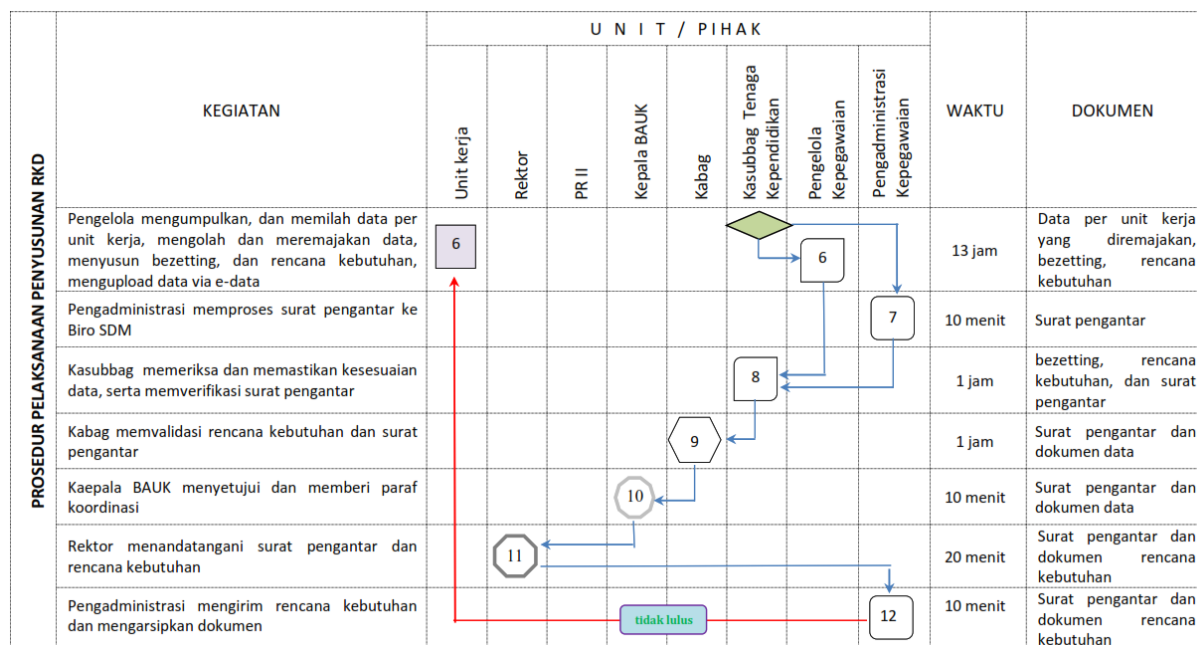 U N I T / PIHAK
PROSEDUR PELAKSANAAN PENYUSUNAN RKD
KEGIATAN
Unit kerja
Rektor
PR II
Kepala BAUK
Kabag
Kasubbag Tenaga
Kependidikan
Pengelola
Kepegawaian
Pengadministrasi
Kepegawaian
WAKTU
DOKUMEN
Pengelola mengumpulkan, dan memilah data per
unit kerja, mengolah dan meremajakan data,
menyusun bezetting, dan rencana kebutuhan,
mengupload data via e-data
6
6
13 jam
Data per unit kerja
yang diremajakan,
bezetting, rencana
kebutuhan
Pengadministrasi memproses surat pengantar ke
Biro SDM
7
10 menit
Surat pengantar
Kasubbag memeriksa dan memastikan kesesuaian
data, serta memverifikasi surat pengantar
8
1 jam
bezetting, rencana
kebutuhan, dan surat
pengantar
Kabag memvalidasi rencana kebutuhan dan surat
pengantar
9
1 jam
Surat pengantar dan
dokumen data
Kaepala BAUK menyetujui dan memberi paraf
koordinasi
10
10 menit
Surat pengantar dan
dokumen data
Rektor menandatangani surat pengantar dan
rencana kebutuhan
11
20 menit
Surat pengantar dan
dokumen rencana
kebutuhan
Pengadministrasi mengirim rencana kebutuhan
dan mengarsipkan dokumen
tidak lulus
12
10 menit
Surat pengantar dan
dokumen rencana
kebutuhan